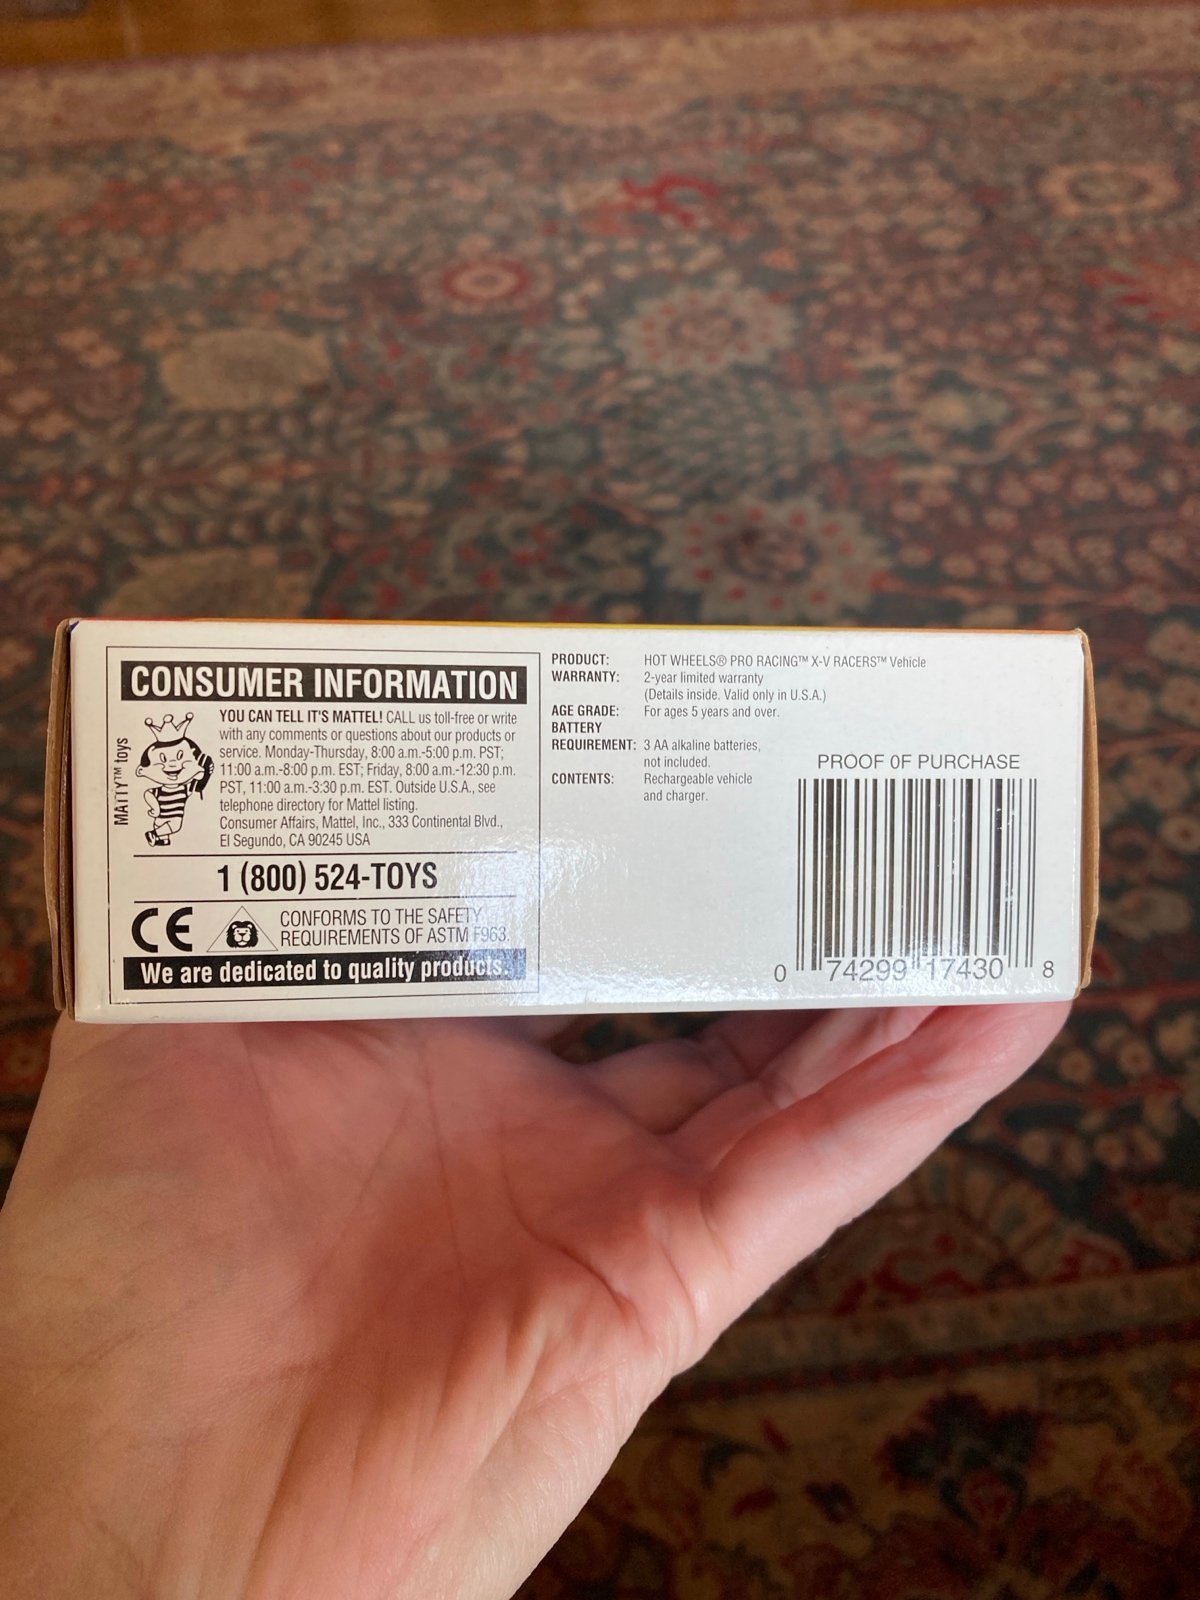 CONSUMER INFORMATION
MATTY™ toys
YOU CAN TELL IT'S MATTEL! CALL us toll-free or write
with any comments or questions about our products or
service. Monday-Thursday, 8:00 a.m.-5:00 p.m. PST;
11:00 a.m.-8:00 p.m. EST; Friday, 8:00 a.m.-12:30 p.m.
PST, 11:00 a.m.-3:30 p.m. EST. Outside U.S.A., see
telephone directory for Mattel listing.
Consumer Affairs, Mattel, Inc., 333 Continental Blvd.,
El Segundo, CA 90245 USA
1 (800) 524-TOYS
CE
CONFORMS TO THE SAFETY
REQUIREMENTS OF ASTM F963.
We are dedicated to quality products.
PRODUCT: HOT WHEELS® PRO RACING™ X-V RACERS™ Vehicle
WARRANTY: 2-year limited warranty
(Details inside. Valid only in U.S.A.)
AGE GRADE: For ages 5 years and over.
BATTERY
REQUIREMENT: 3 AA alkaline batteries,
not included.
CONTENTS: Rechargeable vehicle
and charger.
PROOF OF PURCHASE
0 74299 17430 8